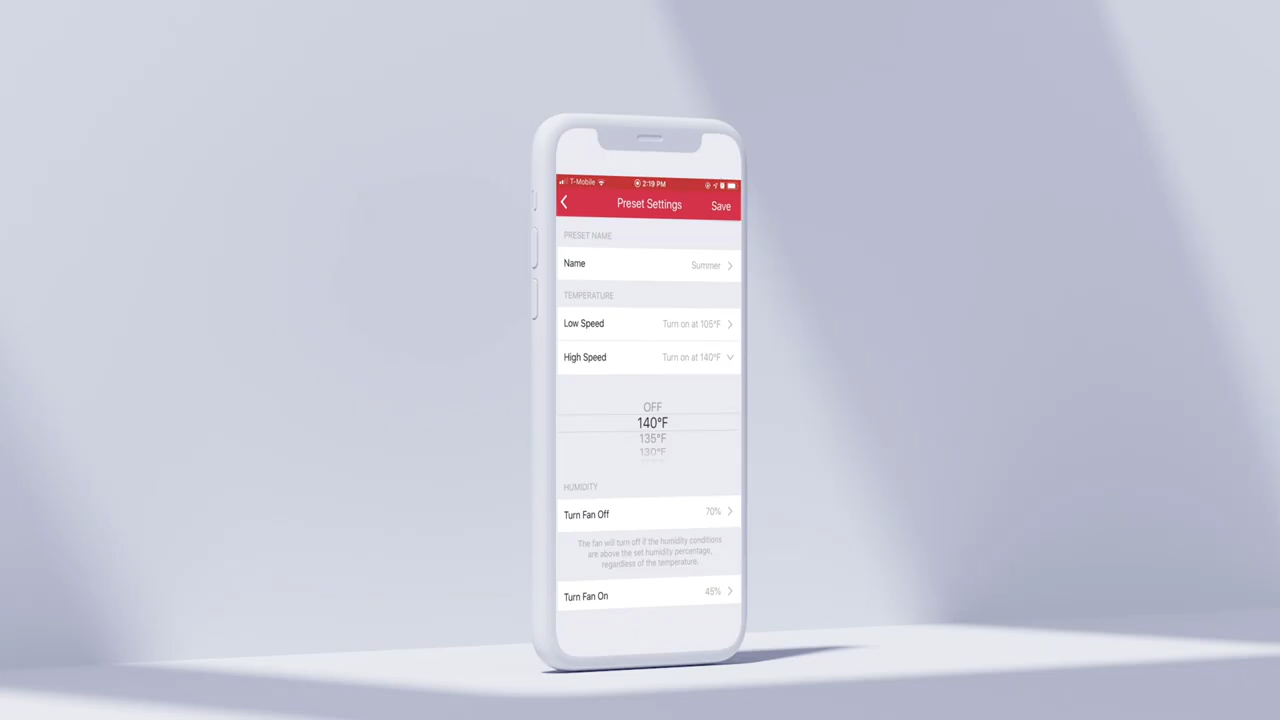 T-Mobile 2:19 PM
Preset Settings Save
PRESET NAME
Name Summer
TEMPERATURE
Low Speed Turn on at 105°F
High Speed Turn on at 140°F
OFF
140°F
135°F
130°F
HUMIDITY
Turn Fan Off 70%
The fan will turn off if the humidity conditions
are above the set humidity percentage,
regardless of the temperature.
Turn Fan On 45%